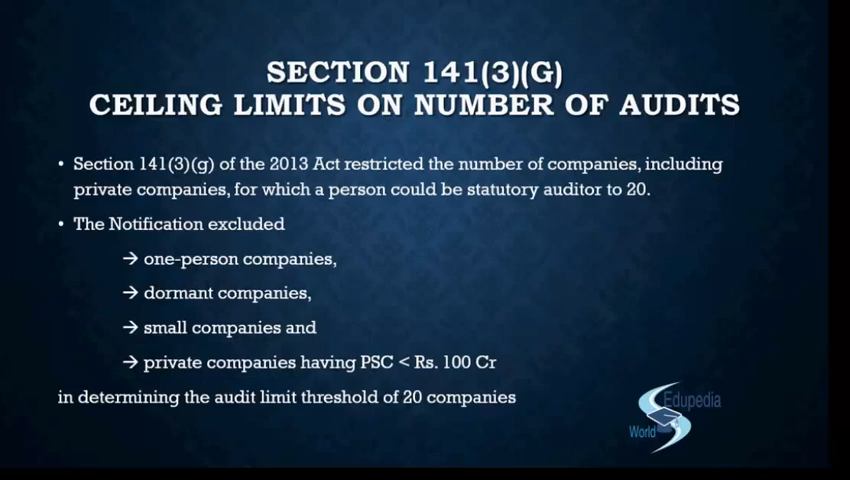 SECTION 141(3)(G)
CEILING LIMITS ON NUMBER OF AUDITS
• Section 141(3)(g) of the 2013 Act restricted the number of companies, including
private companies, for which a person could be statutory auditor to 20.
• The Notification excluded
→ one-person companies,
→ dormant companies,
→ small companies and
→ private companies having PSC < Rs. 100 Cr
in determining the audit limit threshold of 20 companies
Edupedia
World